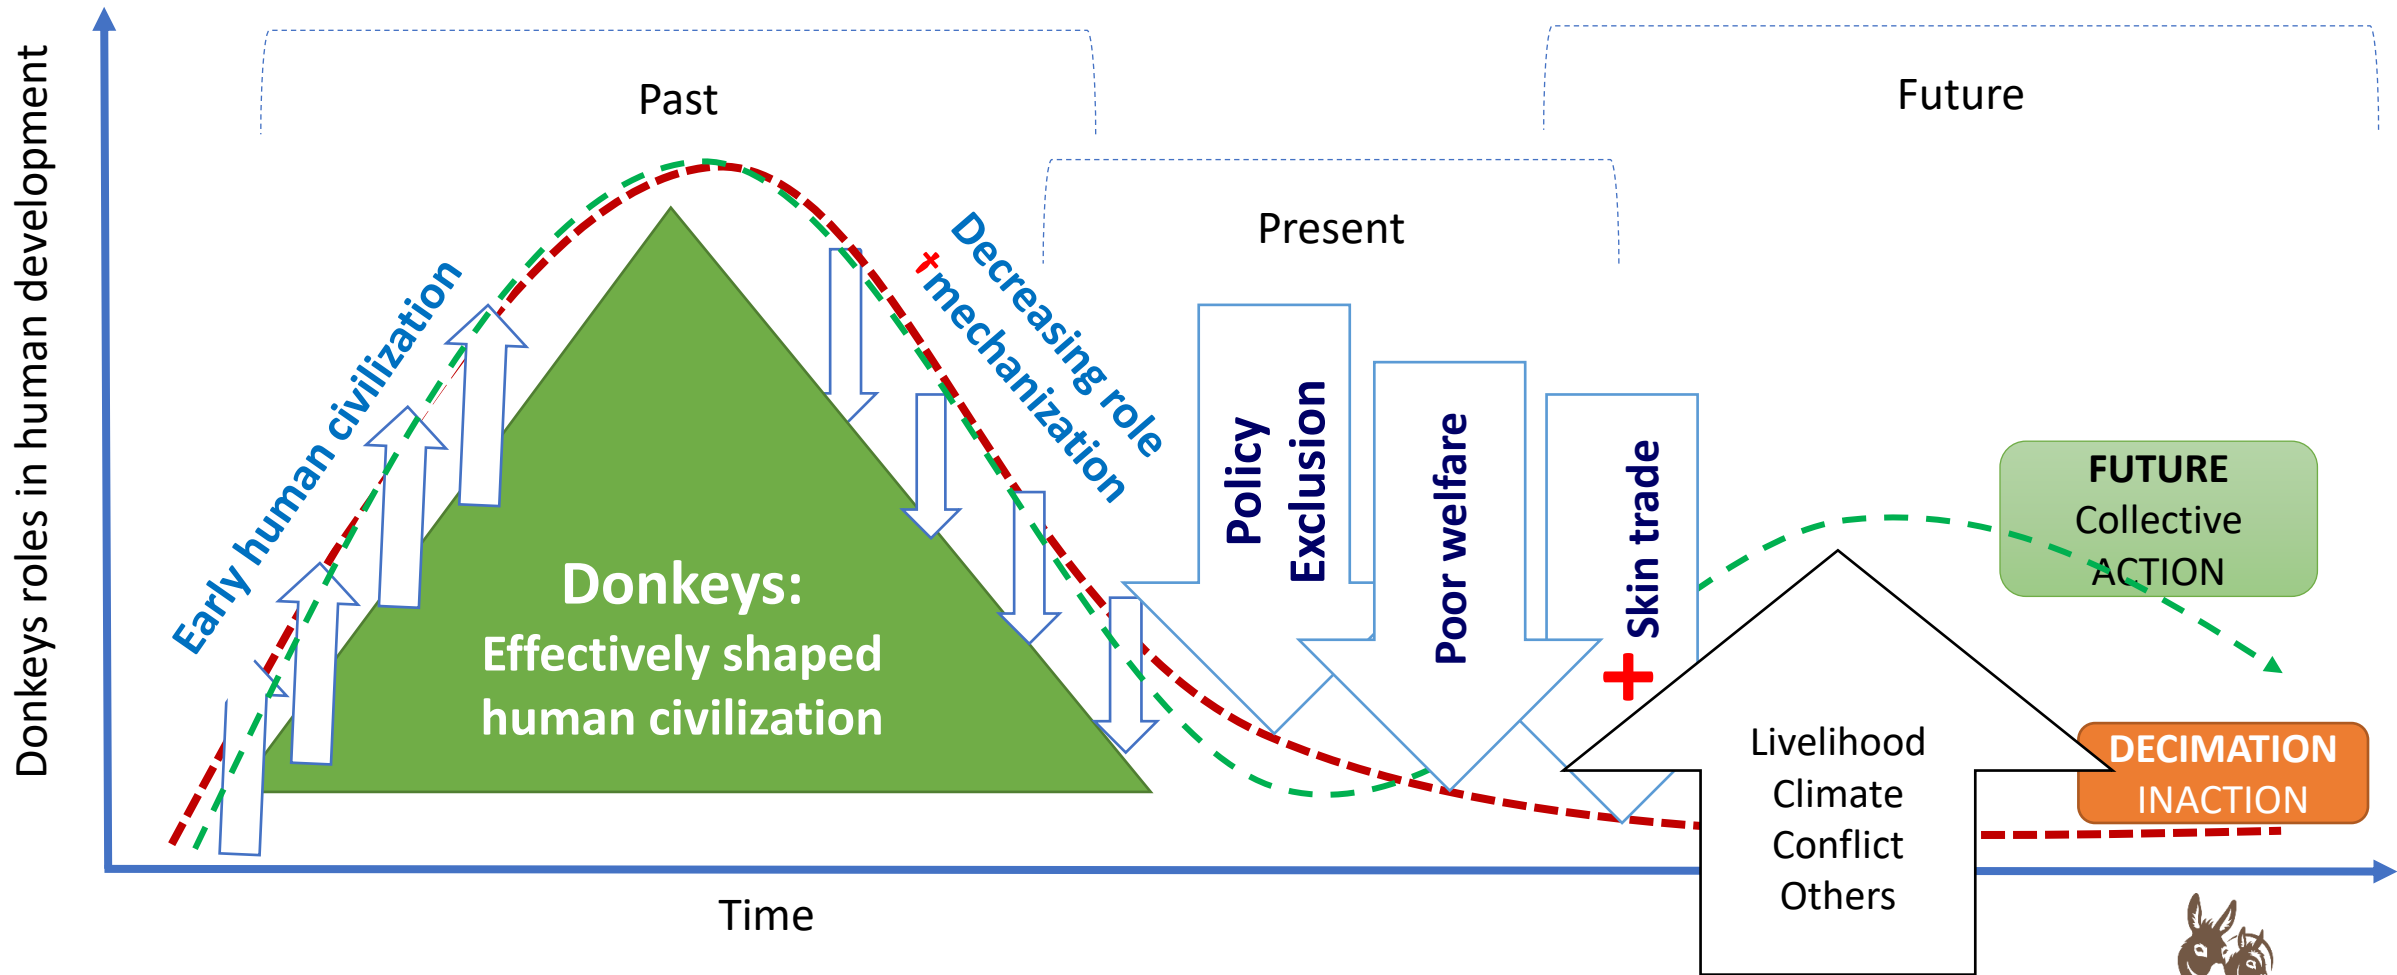 Donkeys roles in human development
Past
Present
Future
Early human civilization
Decreasing role
+mechanization
Donkeys:
Effectively shaped
human civilization
Policy
Exclusion
Poor welfare
Skin trade
+
FUTURE
Collective
ACTION
DECIMATION
INACTION
Livelihood
Climate
Conflict
Others
Time